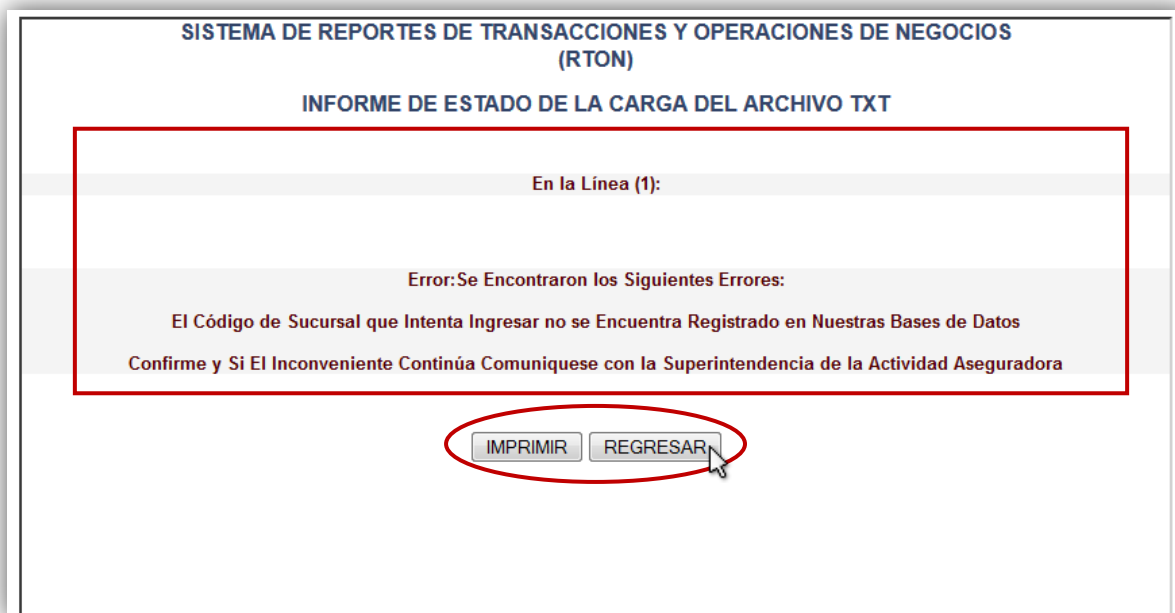 SISTEMA DE REPORTES DE TRANSACCIONES Y OPERACIONES DE NEGOCIOS
(RTON)
INFORME DE ESTADO DE LA CARGA DEL ARCHIVO TXT
En la Línea (1):
Error:Se Encontraron los Siguientes Errores:
El Código de Sucursal que Intenta Ingresar no se Encuentra Registrado en Nuestras Bases de Datos
Confirme y Si El Inconveniente Continúa Comuniquese con la Superintendencia de la Actividad Aseguradora
IMPRIMIR REGRESAR